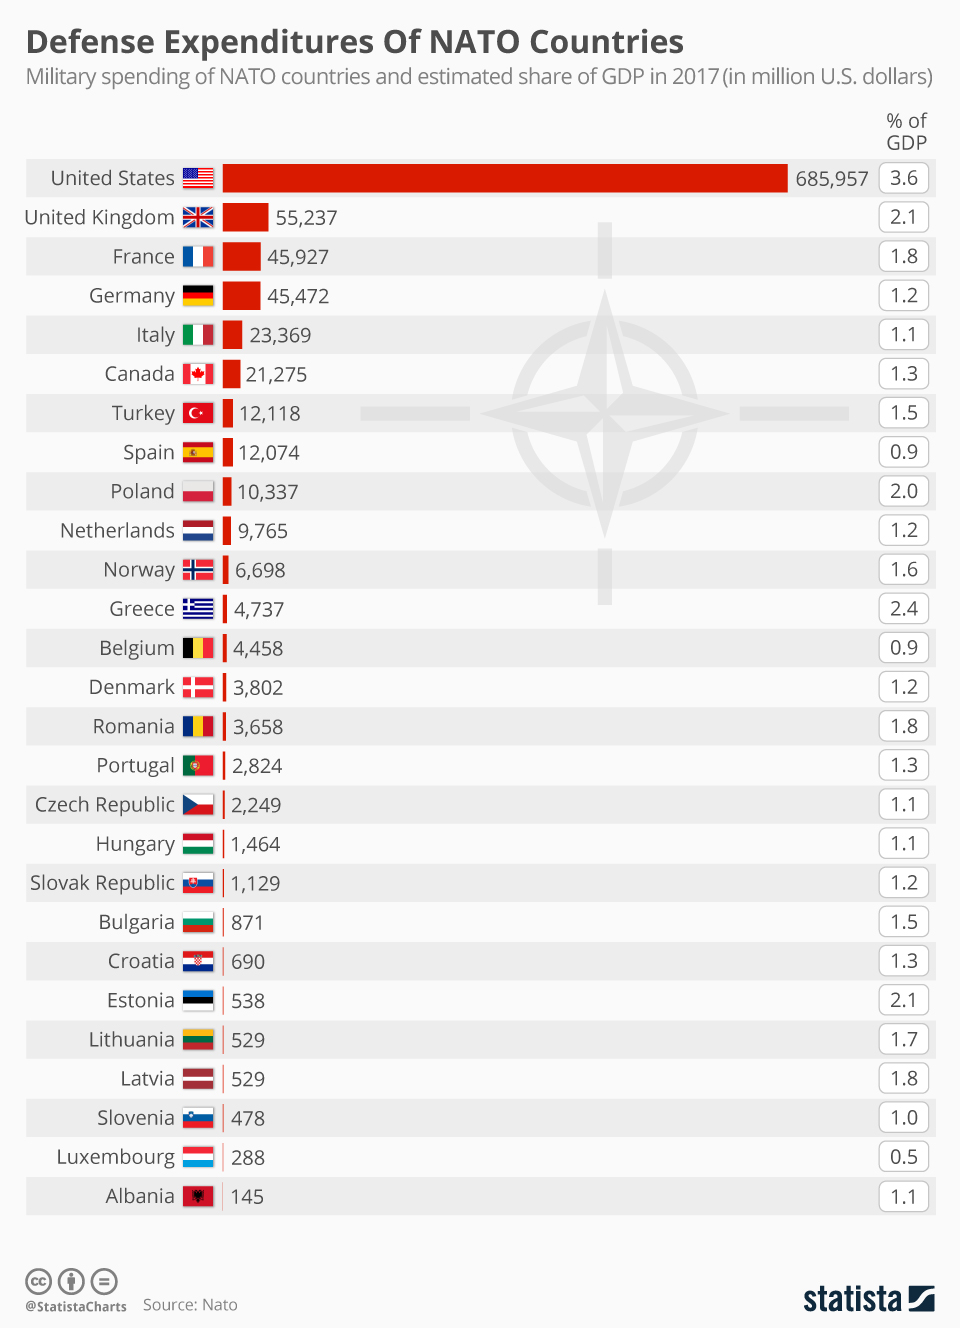 Defense Expenditures Of NATO Countries
Military spending of NATO countries and estimated share of GDP in 2017 (in million U.S. dollars)
% of
GDP
United States 685,957 3.6
United Kingdom 55,237 2.1
France 45,927 1.8
Germany 45,472 1.2
Italy 23,369 1.1
Canada 21,275 1.3
Turkey 12,118 1.5
Spain 12,074 0.9
Poland 10,337 2.0
Netherlands 9,765 1.2
Norway 6,698 1.6
Greece 4,737 2.4
Belgium 4,458 0.9
Denmark 3,802 1.2
Romania 3,658 1.8
Portugal 2,824 1.3
Czech Republic 2,249 1.1
Hungary 1,464 1.1
Slovak Republic 1,129 1.2
Bulgaria 871 1.5
Croatia 690 1.3
Estonia 538 2.1
Lithuania 529 1.7
Latvia 529 1.8
Slovenia 478 1.0
Luxembourg 288 0.5
Albania 145 1.1
cc
@StatistaCharts Source: Nato
statista